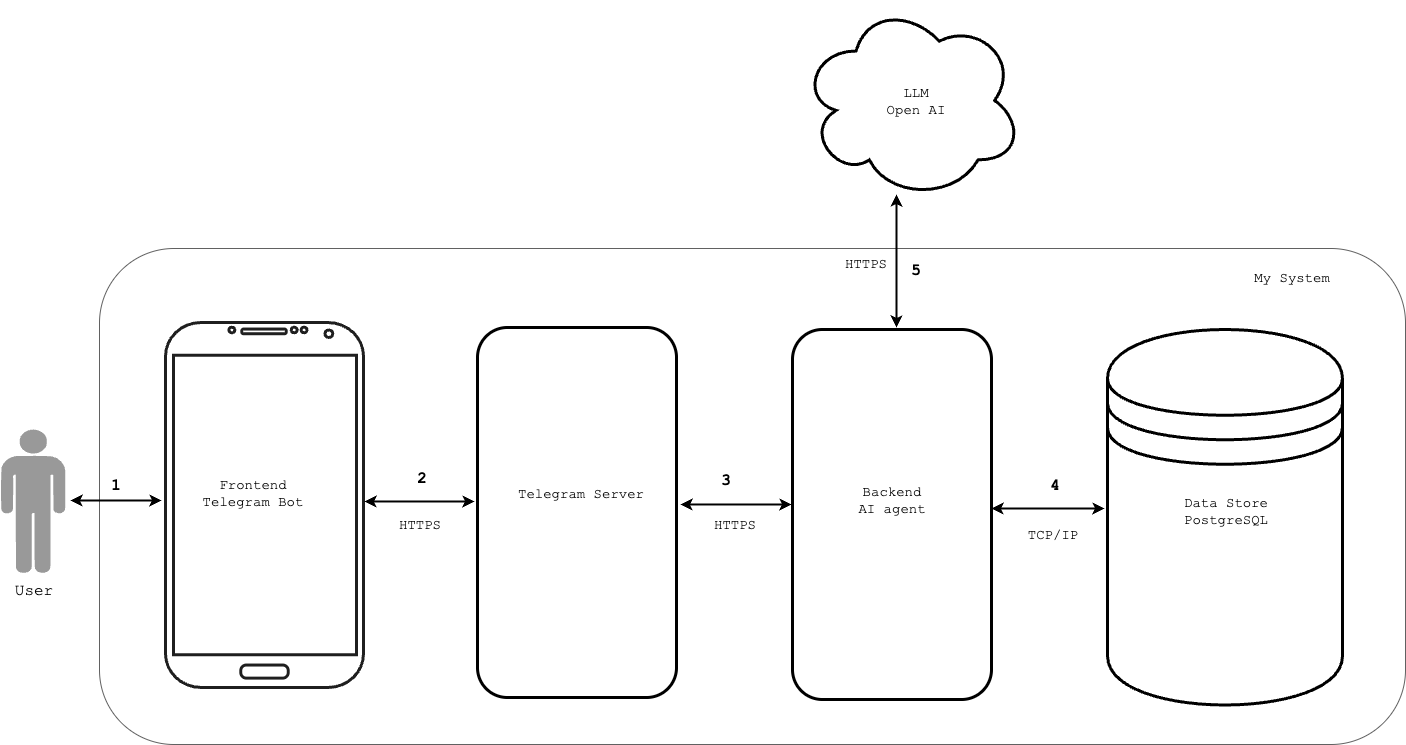 LLM
Open AI
HTTPS
5
My System
1
Frontend
Telegram Bot
2
HTTPS
Telegram Server
3
HTTPS
Backend
AI agent
4
TCP/IP
Data Store
PostgreSQL
User